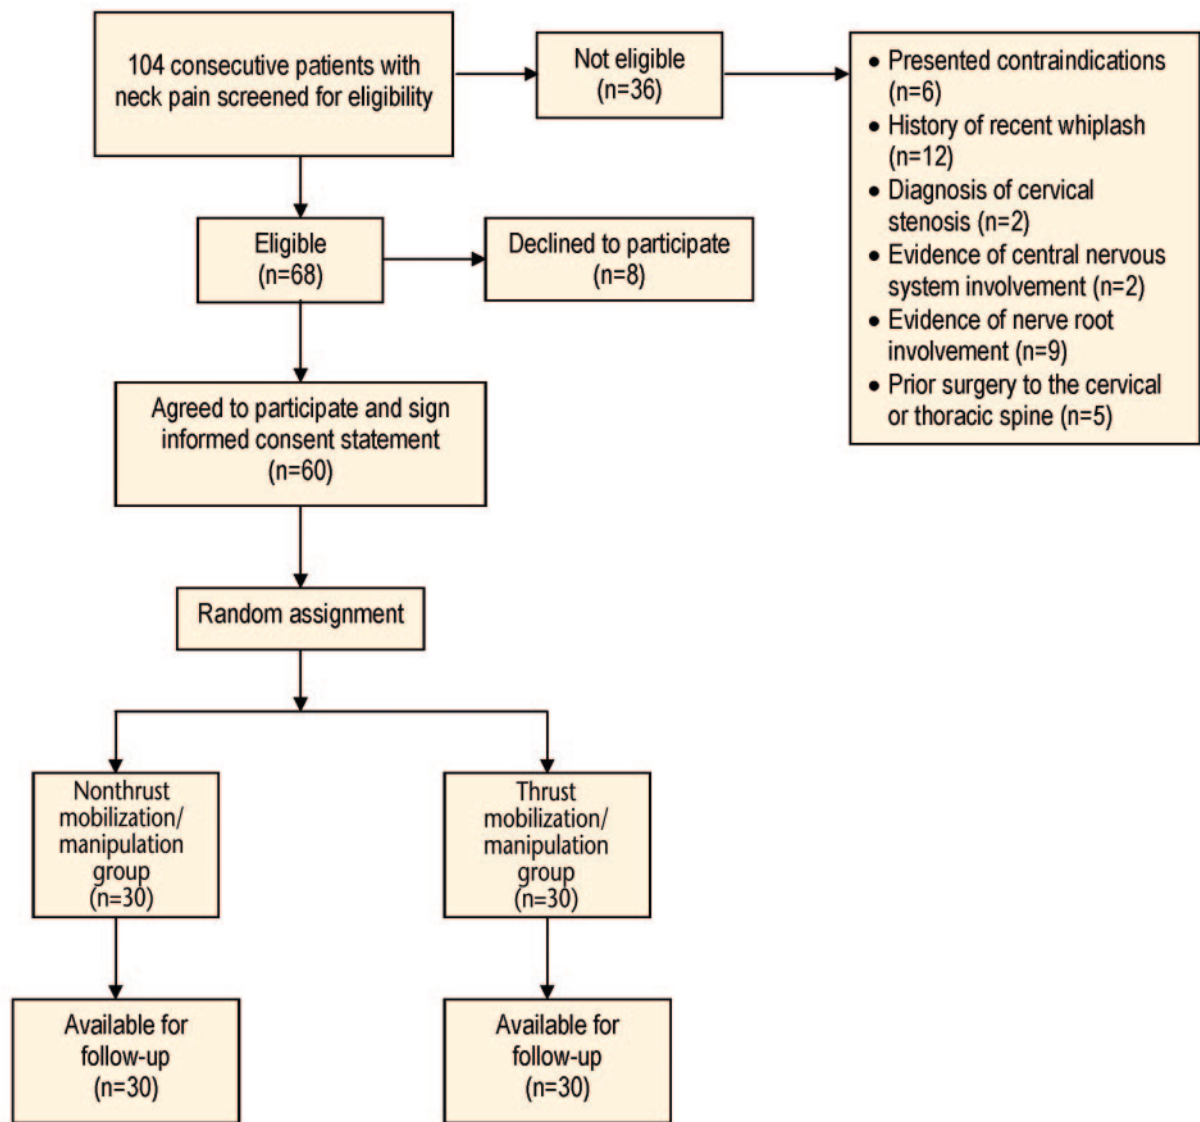 104 consecutive patients with
neck pain screened for eligibility
Not eligible
(n=36)
• Presented contraindications
(n=6)
• History of recent whiplash
(n=12)
• Diagnosis of cervical
stenosis (n=2)
• Evidence of central nervous
system involvement (n=2)
• Evidence of nerve root
involvement (n=9)
• Prior surgery to the cervical
or thoracic spine (n=5)
Eligible
(n=68)
Declined to participate
(n=8)
Agreed to participate and sign
informed consent statement
(n=60)
Random assignment
Nonthrust
mobilization/
manipulation
group
(n=30)
Thrust
mobilization/
manipulation
group
(n=30)
Available for
follow-up
(n=30)
Available for
follow-up
(n=30)